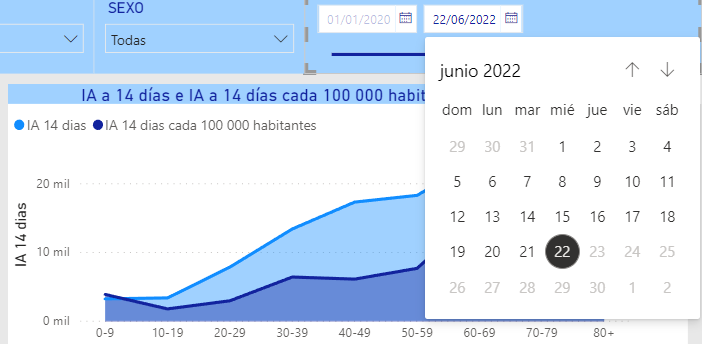 SEXO
Todas
01/01/2020 22/06/2022
IA a 14 días e IA a 14 días cada 100 000
IA 14 dias IA 14 dias cada 100 000 habitantes
junio 2022
dom lun mar mié jue vie sáb
29 30 31 1 2 3 4
5 6 7 8 9 10 11
12 13 14 15 16 17 18
19 20 21 22 23 24 25
26 27 28 29 30 1 2
IA 14 dias
20 mil
10 mil
0 mil
0-9 10-19 20-29 30-39 40-49 50-59 60-69 70-79 80+